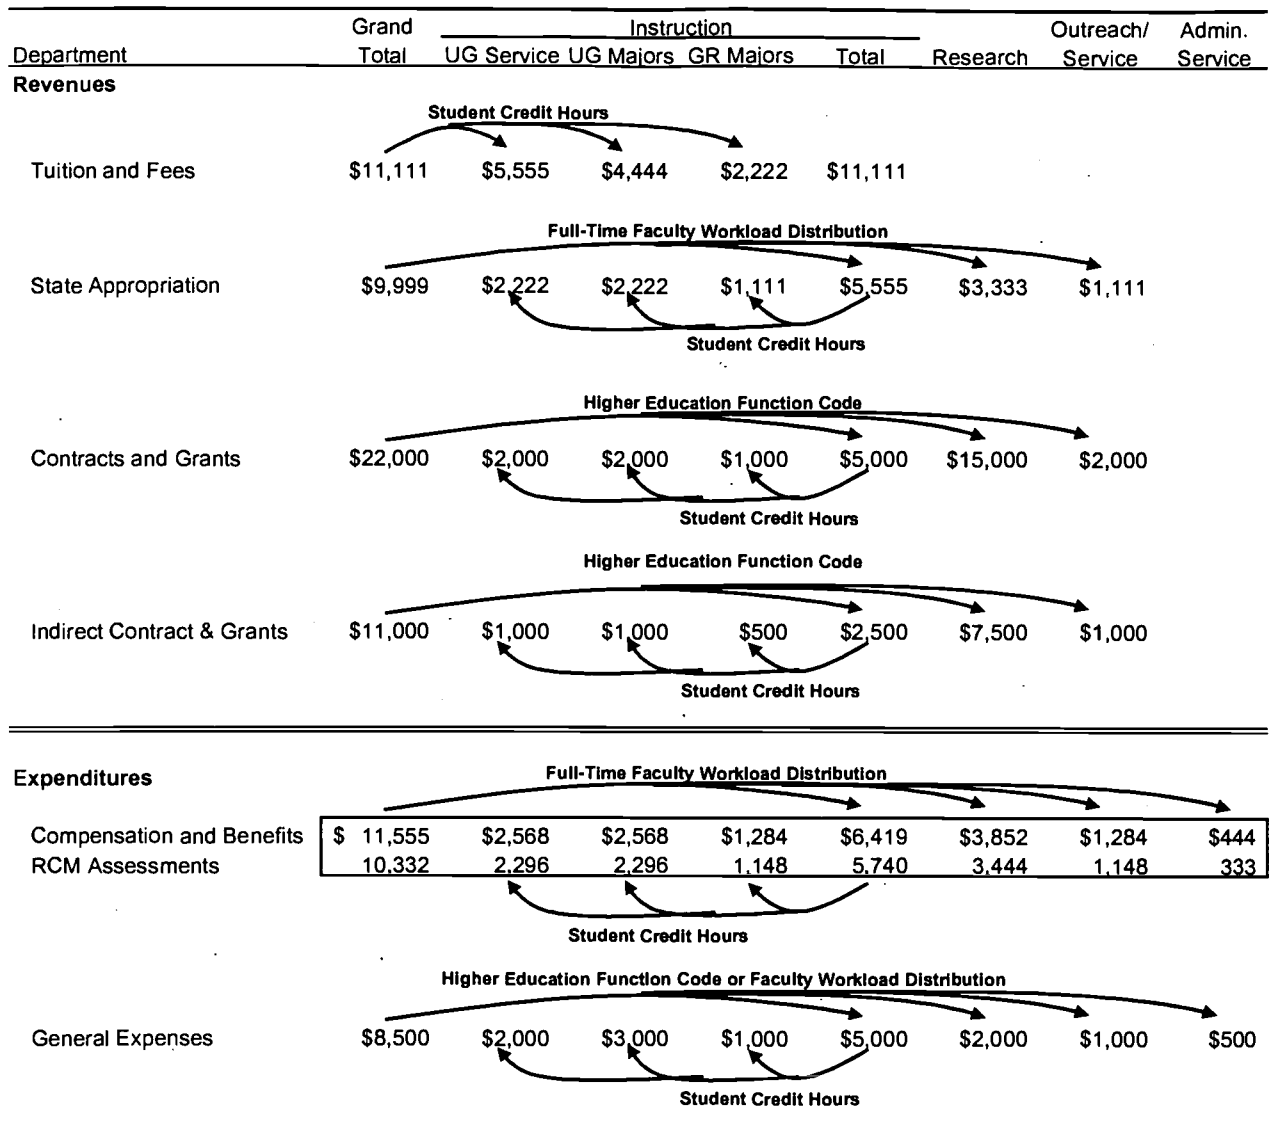 Grand Instruction Outreach/ Admin.
Department Total UG Service UG Majors GR Majors Total Research Service Service
Revenues
Student Credit Hours
Tuition and Fees $11,111 $5,555 $4,444 $2,222 $11,111
Full-Time Faculty Workload Distribution
State Appropriation $9,999 $2,222 $2,222 $1,111 $5,555 $3,333 $1,111
Student Credit Hours
Higher Education Function Code
Contracts and Grants $22,000 $2,000 $2,000 $1,000 $5,000 $15,000 $2,000
Student Credit Hours
Higher Education Function Code
Indirect Contract & Grants $11,000 $1,000 $1,000 $500 $2,500 $7,500 $1,000
Student Credit Hours
Expenditures Full-Time Faculty Workload Distribution
Compensation and Benefits $ 11,555 $2,568 $2,568 $1,284 $6,419 $3,852 $1,284 $444
RCM Assessments 10,332 2,296 2,296 1,148 5,740 3,444 1,148 333
Student Credit Hours
Higher Education Function Code or Faculty Workload Distribution
General Expenses $8,500 $2,000 $3,000 $1,000 $5,000 $2,000 $1,000 $500
Student Credit Hours